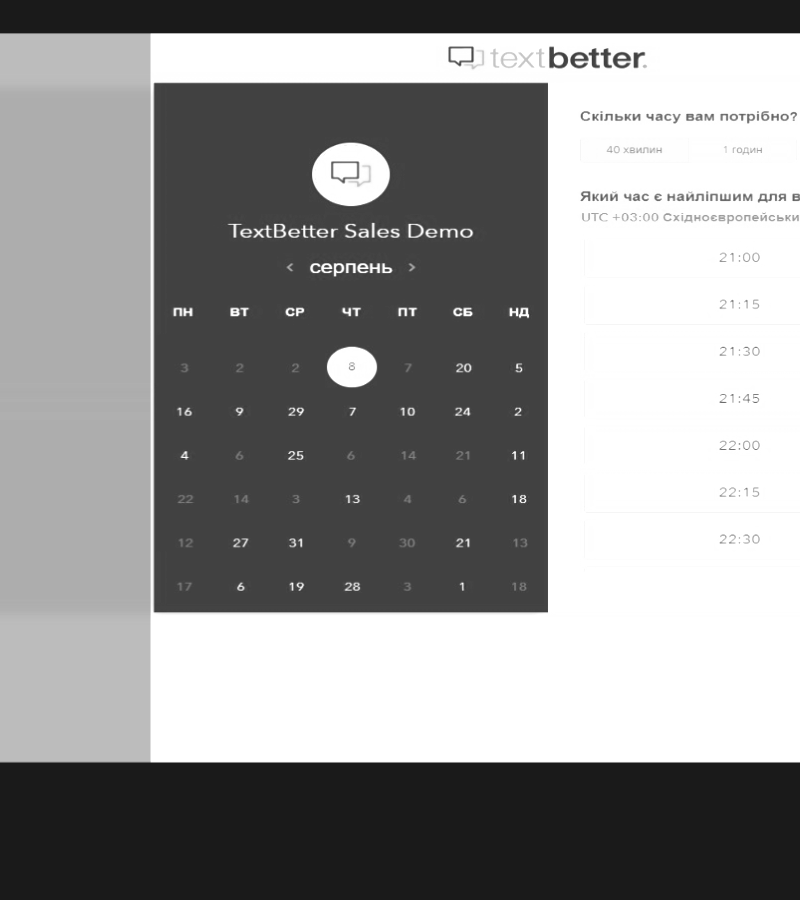 textbetter.
TextBetter Sales Demo
< серпень >
ПН ВТ СР ЧТ ПТ СБ НД
3 2 2 8 7 20 5
16 9 29 7 10 24 2
4 6 25 6 14 21 11
22 14 3 13 4 6 18
12 27 31 9 30 21 13
17 6 19 28 3 1 18
Скільки часу вам потрібно?
40 хвилин 1 годин
Який час є найліпшим для в
UTC +03:00 Східноєвропейськи
21:00
21:15
21:30
21:45
22:00
22:15
22:30